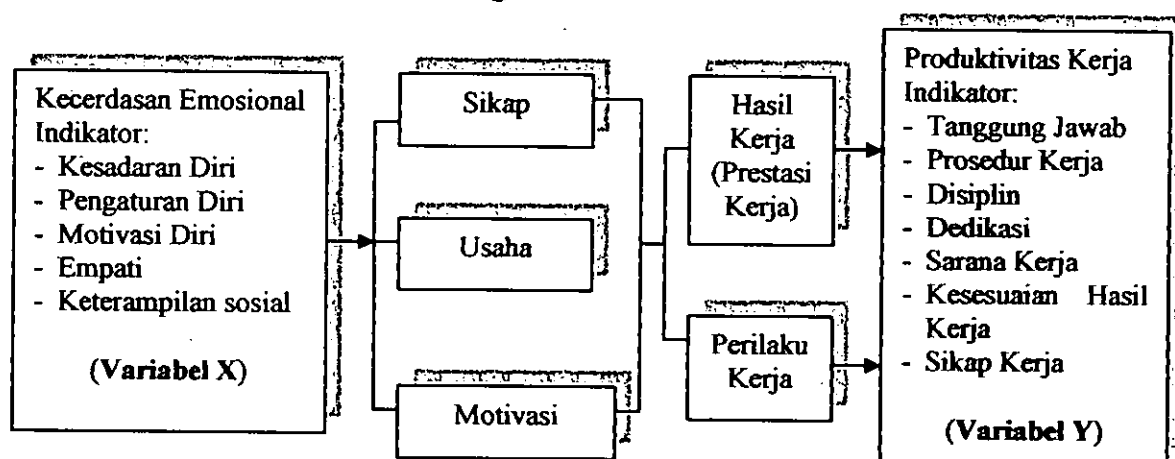 Kecerdasan Emosional
Indikator:
- Kesadaran Diri
- Pengaturan Diri
- Motivasi Diri
- Empati
- Keterampilan sosial
(Variabel X)
Sikap
Usaha
Motivasi
Hasil
Kerja
(Prestasi
Kerja)
Perilaku
Kerja
Produktivitas Kerja
Indikator:
- Tanggung Jawab
- Prosedur Kerja
- Disiplin
- Dedikasi
- Sarana Kerja
- Kesesuaian Hasil
Kerja
- Sikap Kerja
(Variabel Y)